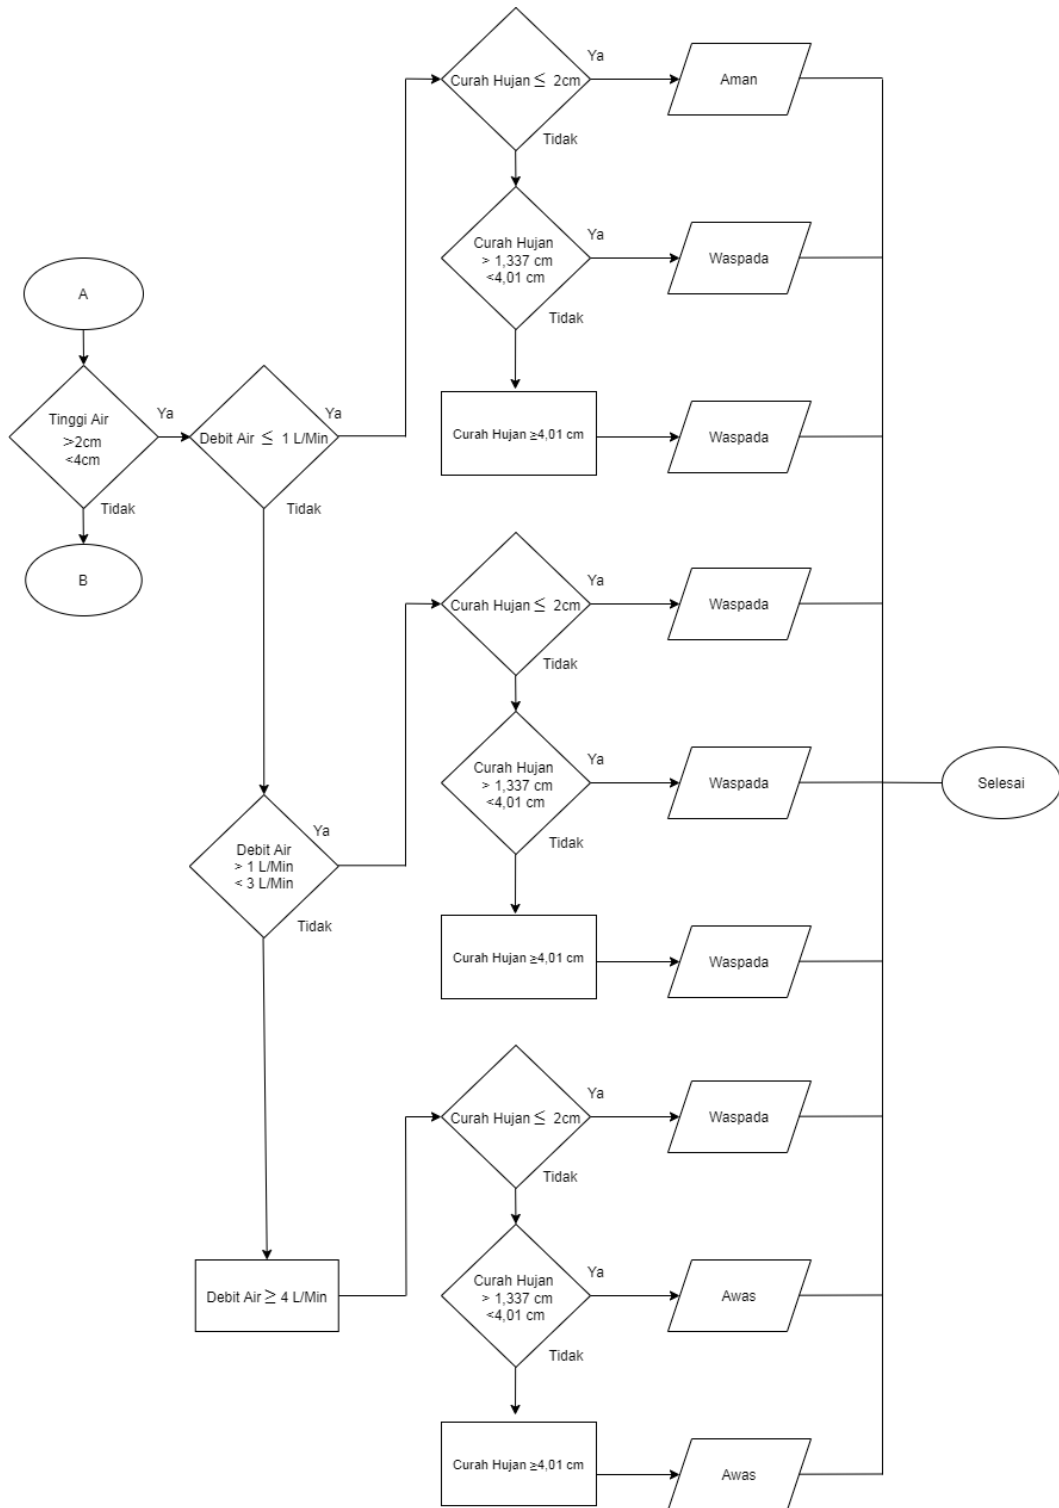 Curah Hujan ≤ 2cm
Ya
Aman
Tidak
Curah Hujan
> 1,337 cm
<4,01 cm
Ya
Waspada
Tidak
Curah Hujan ≥4,01 cm
Waspada
A
Tinggi Air
>2cm
<4cm
Ya
Tidak
B
Debit Air ≤ 1 L/Min
Ya
Tidak
Curah Hujan ≤ 2cm
Ya
Waspada
Tidak
Curah Hujan
> 1,337 cm
<4,01 cm
Ya
Waspada
Tidak
Curah Hujan ≥4,01 cm
Waspada
Selesai
Debit Air
> 1 L/Min
< 3 L/Min
Ya
Tidak
Curah Hujan ≤ 2cm
Ya
Waspada
Tidak
Curah Hujan
> 1,337 cm
<4,01 cm
Ya
Awas
Tidak
Debit Air ≥ 4 L/Min
Curah Hujan ≥4,01 cm
Awas